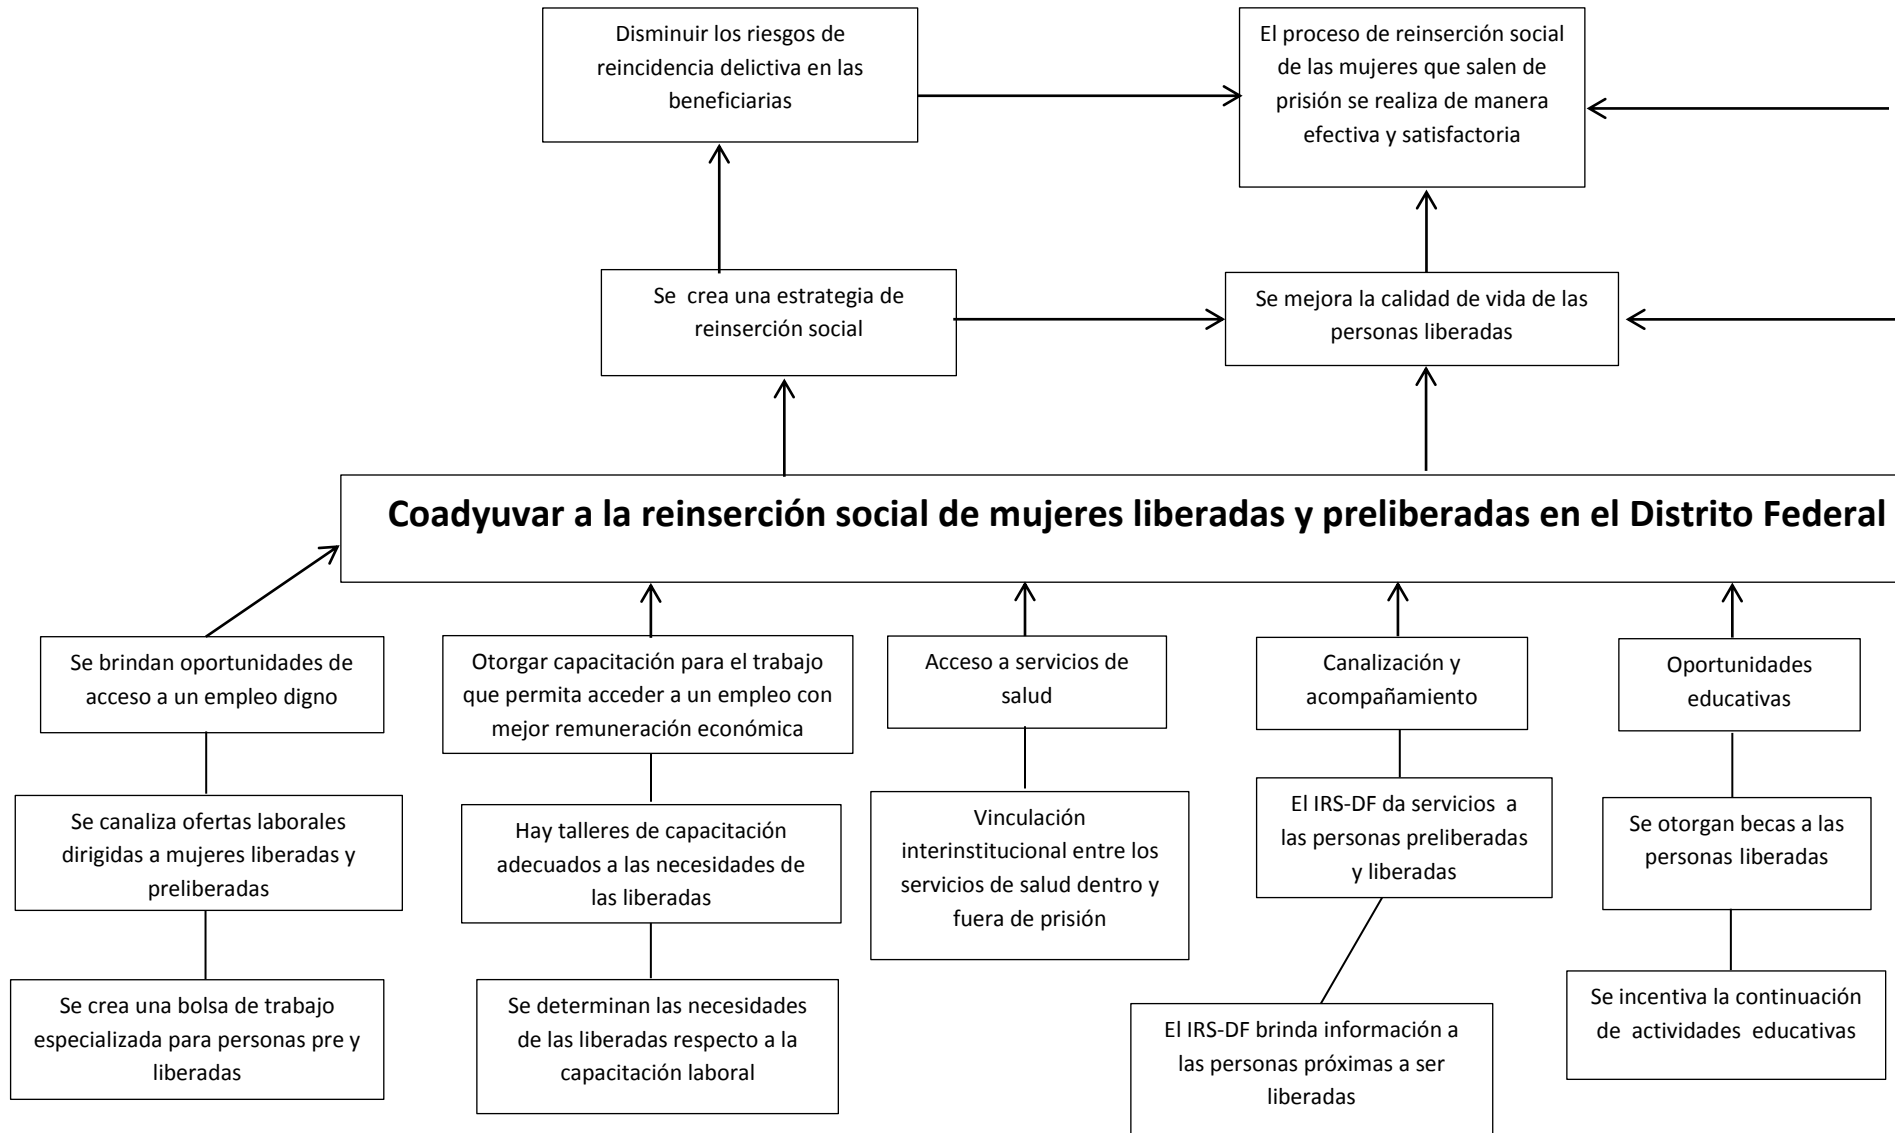 Disminuir los riesgos de
reincidencia delictiva en las
beneficiarias
El proceso de reinserción social
de las mujeres que salen de
prisión se realiza de manera
efectiva y satisfactoria
Se crea una estrategia de
reinserción social
Se mejora la calidad de vida de las
personas liberadas
Coadyuvar a la reinserción social de mujeres liberadas y preliberadas en el Distrito Federal
Se brindan oportunidades de
acceso a un empleo digno
Otorgar capacitación para el trabajo
que permita acceder a un empleo con
mejor remuneración económica
Acceso a servicios de
salud
Canalización y
acompañamiento
Oportunidades
educativas
Se canaliza ofertas laborales
dirigidas a mujeres liberadas y
preliberadas
Hay talleres de capacitación
adecuados a las necesidades de
las liberadas
Vinculación
interinstitucional entre los
servicios de salud dentro y
fuera de prisión
El IRS-DF da servicios a
las personas preliberadas
y liberadas
Se otorgan becas a las
personas liberadas
Se crea una bolsa de trabajo
especializada para personas pre y
liberadas
Se determinan las necesidades
de las liberadas respecto a la
capacitación laboral
El IRS-DF brinda información a
las personas próximas a ser
liberadas
Se incentiva la continuación
de actividades educativas